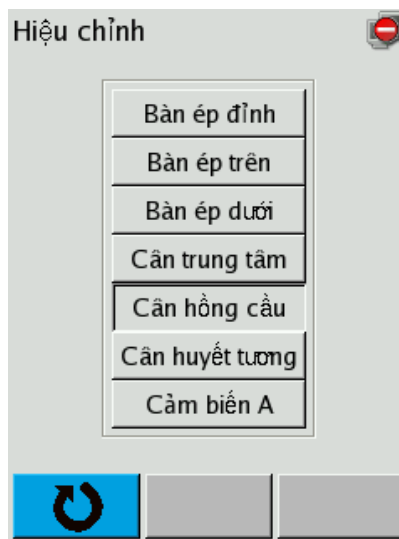 Hiệu chỉnh
Bàn ép đỉnh
Bàn ép trên
Bàn ép dưới
Cân trung tâm
Cân hồng cầu
Cân huyết tương
Cảm biến A